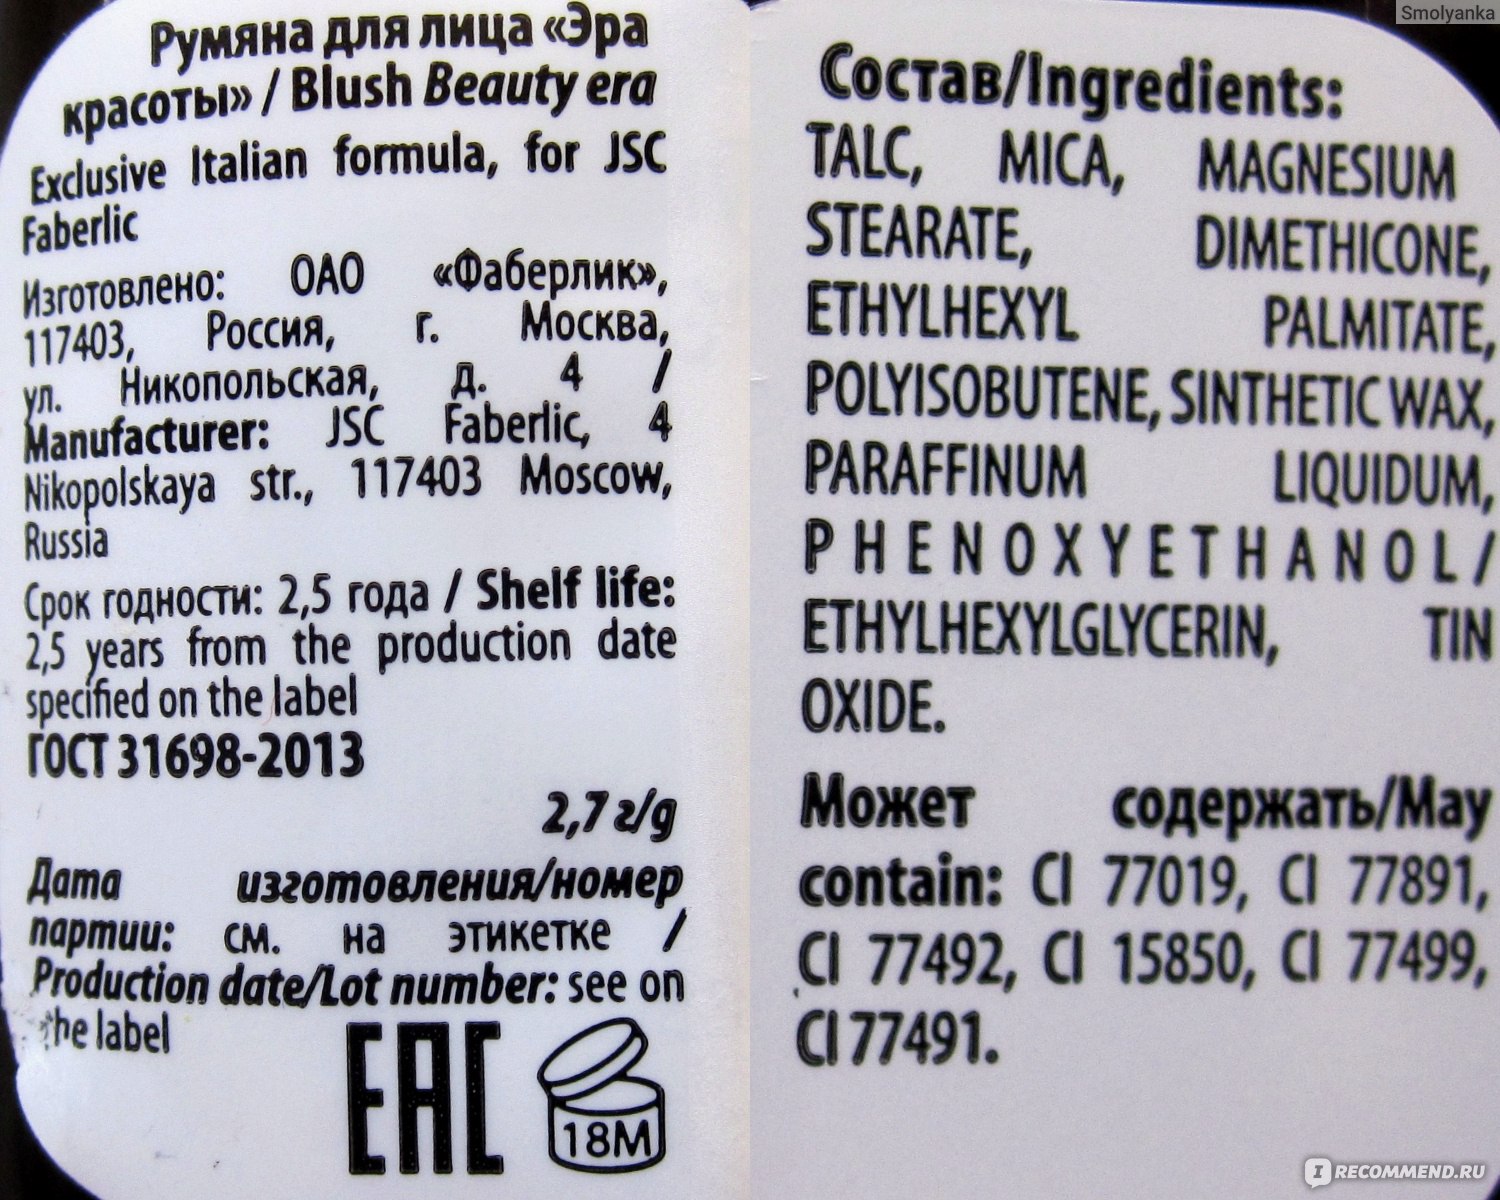 Румяна для лица «Эра
красоты» / Blush Beauty era
Exclusive Italian formula, for JSC
Faberlic
Изготовлено: ОАО «Фаберлик»,
117403, Россия, г. Москва,
ул. Никопольская, д. 4 /
Manufacturer: JSC Faberlic, 4
Nikopolskaya str., 117403 Moscow,
Russia
Срок годности: 2,5 года / Shelf life:
2,5 years from the production date
specified on the label
ГОСТ 31698-2013
2,7 г/g
Дата изготовления/номер
партии: см. на этикетке /
Production date/Lot number: see on
the label
EAC
18M
Smolyanka
Состав/Ingredients:
TALC, MICA, MAGNESIUM
STEARATE, DIMETHICONE,
ETHYLHEXYL PALMITATE,
POLYISOBUTENE, SINTHETIC WAX,
PARAFFINUM LIQUIDUM,
PHENOXYETHANOL/
ETHYLHEXYLGLYCERIN, TIN
OXIDE.
Может содержать/May
contain: CI 77019, CI 77891,
CI 77492, CI 15850, CI 77499,
CI 77491.
IRECOMMEND.RU